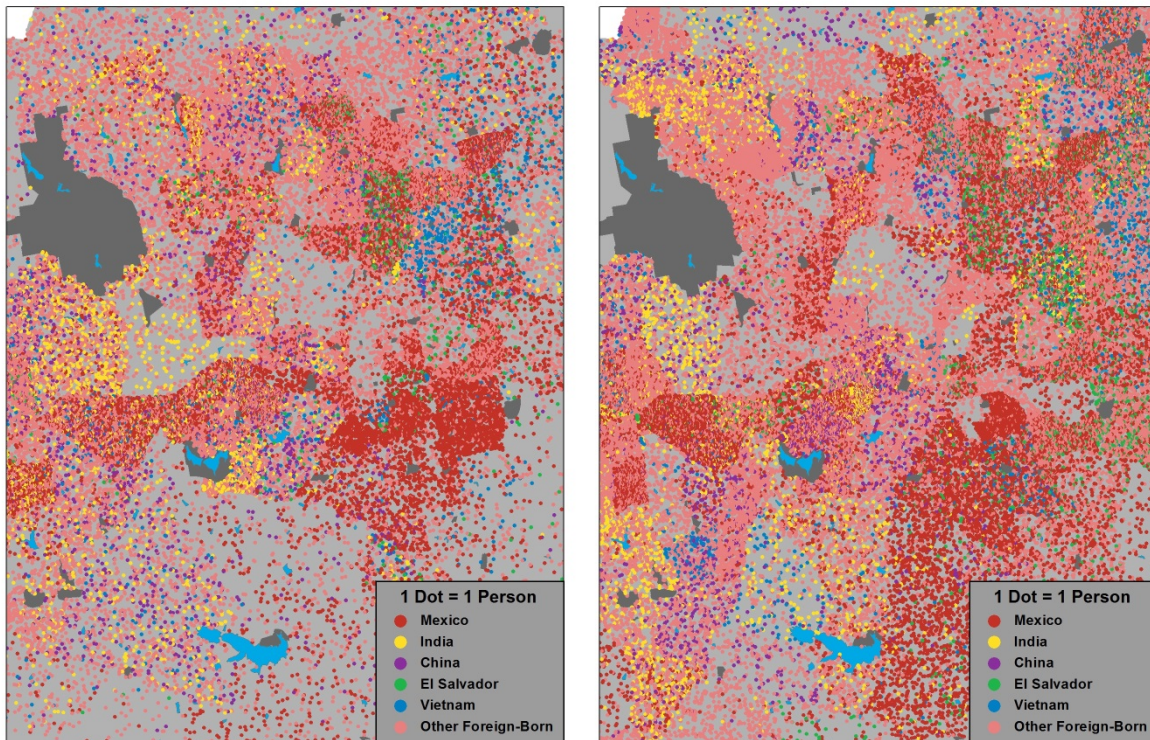 1 Dot = 1 Person
Mexico
India
China
El Salvador
Vietnam
Other Foreign-Born
1 Dot = 1 Person
Mexico
India
China
El Salvador
Vietnam
Other Foreign-Born